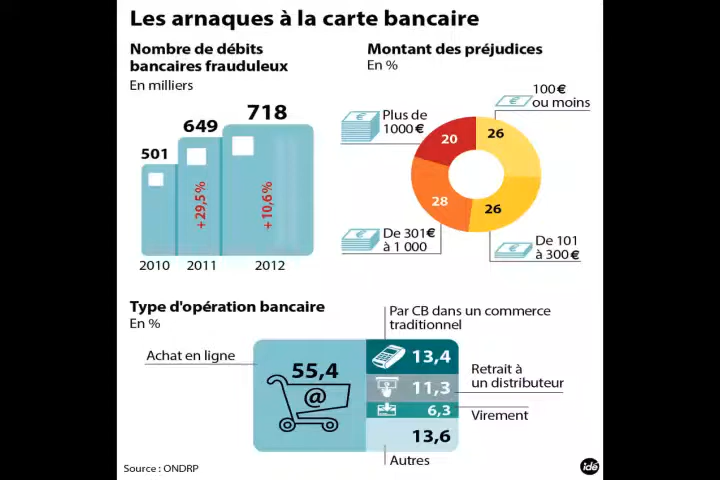 Les arnaques à la carte bancaire
Nombre de débits
bancaires frauduleux
En milliers
501
649
718
+29,5%
+10,6%
2010
2011
2012
Montant des préjudices
En %
100€
ou moins
Plus de
1000€
20
26
28
26
De 301€
à 1 000
De 101
à 300€
Type d'opération bancaire
En %
Achat en ligne
55,4
@
Par CB dans un commerce
traditionnel
13,4
Retrait à
un distributeur
11,3
6,3
Virement
13,6
Autres
Source : ONDRP
idé